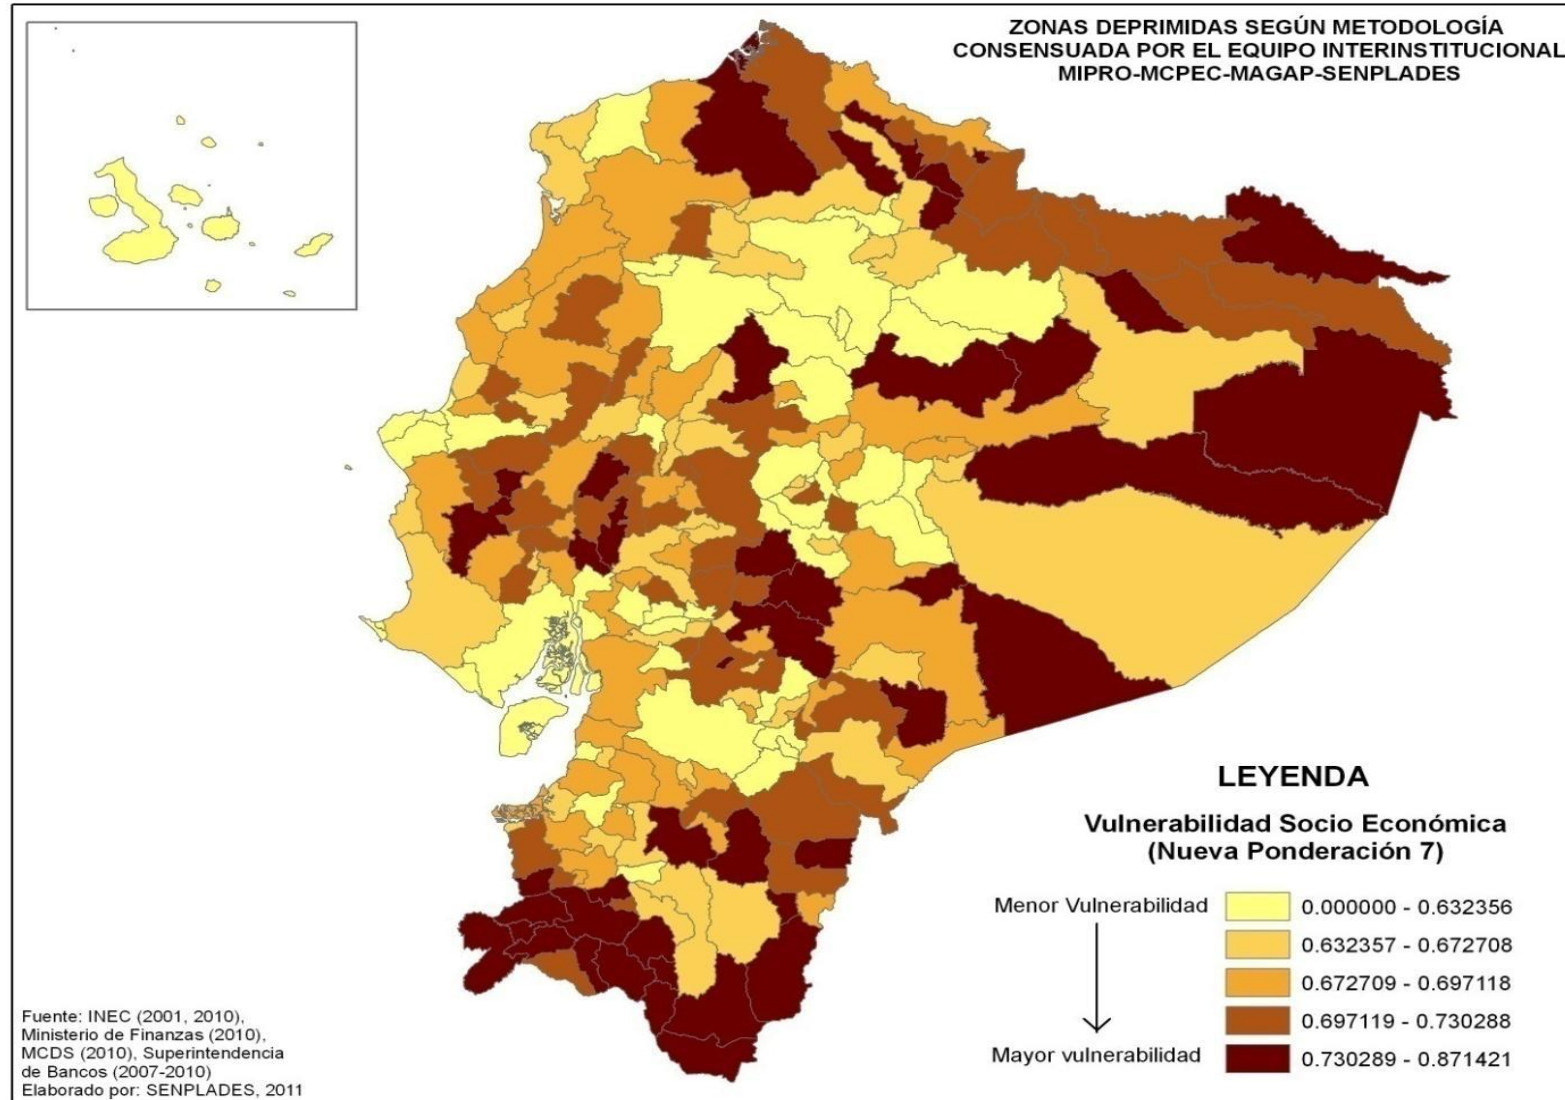 ZONAS DEPRIMIDAS SEGÚN METODOLOGÍA
CONSENSUADA POR EL EQUIPO INTERINSTITUCIONAL
MIPRO-MCPEC-MAGAP-SENPLADES
LEYENDA
Vulnerabilidad Socio Económica
(Nueva Ponderación 7)
Menor Vulnerabilidad
0.000000 - 0.632356
0.632357 - 0.672708
0.672709 - 0.697118
0.697119 - 0.730288
Mayor vulnerabilidad
0.730289 - 0.871421
Fuente: INEC (2001, 2010),
Ministerio de Finanzas (2010),
MCDS (2010), Superintendencia
de Bancos (2007-2010)
Elaborado por: SENPLADES, 2011